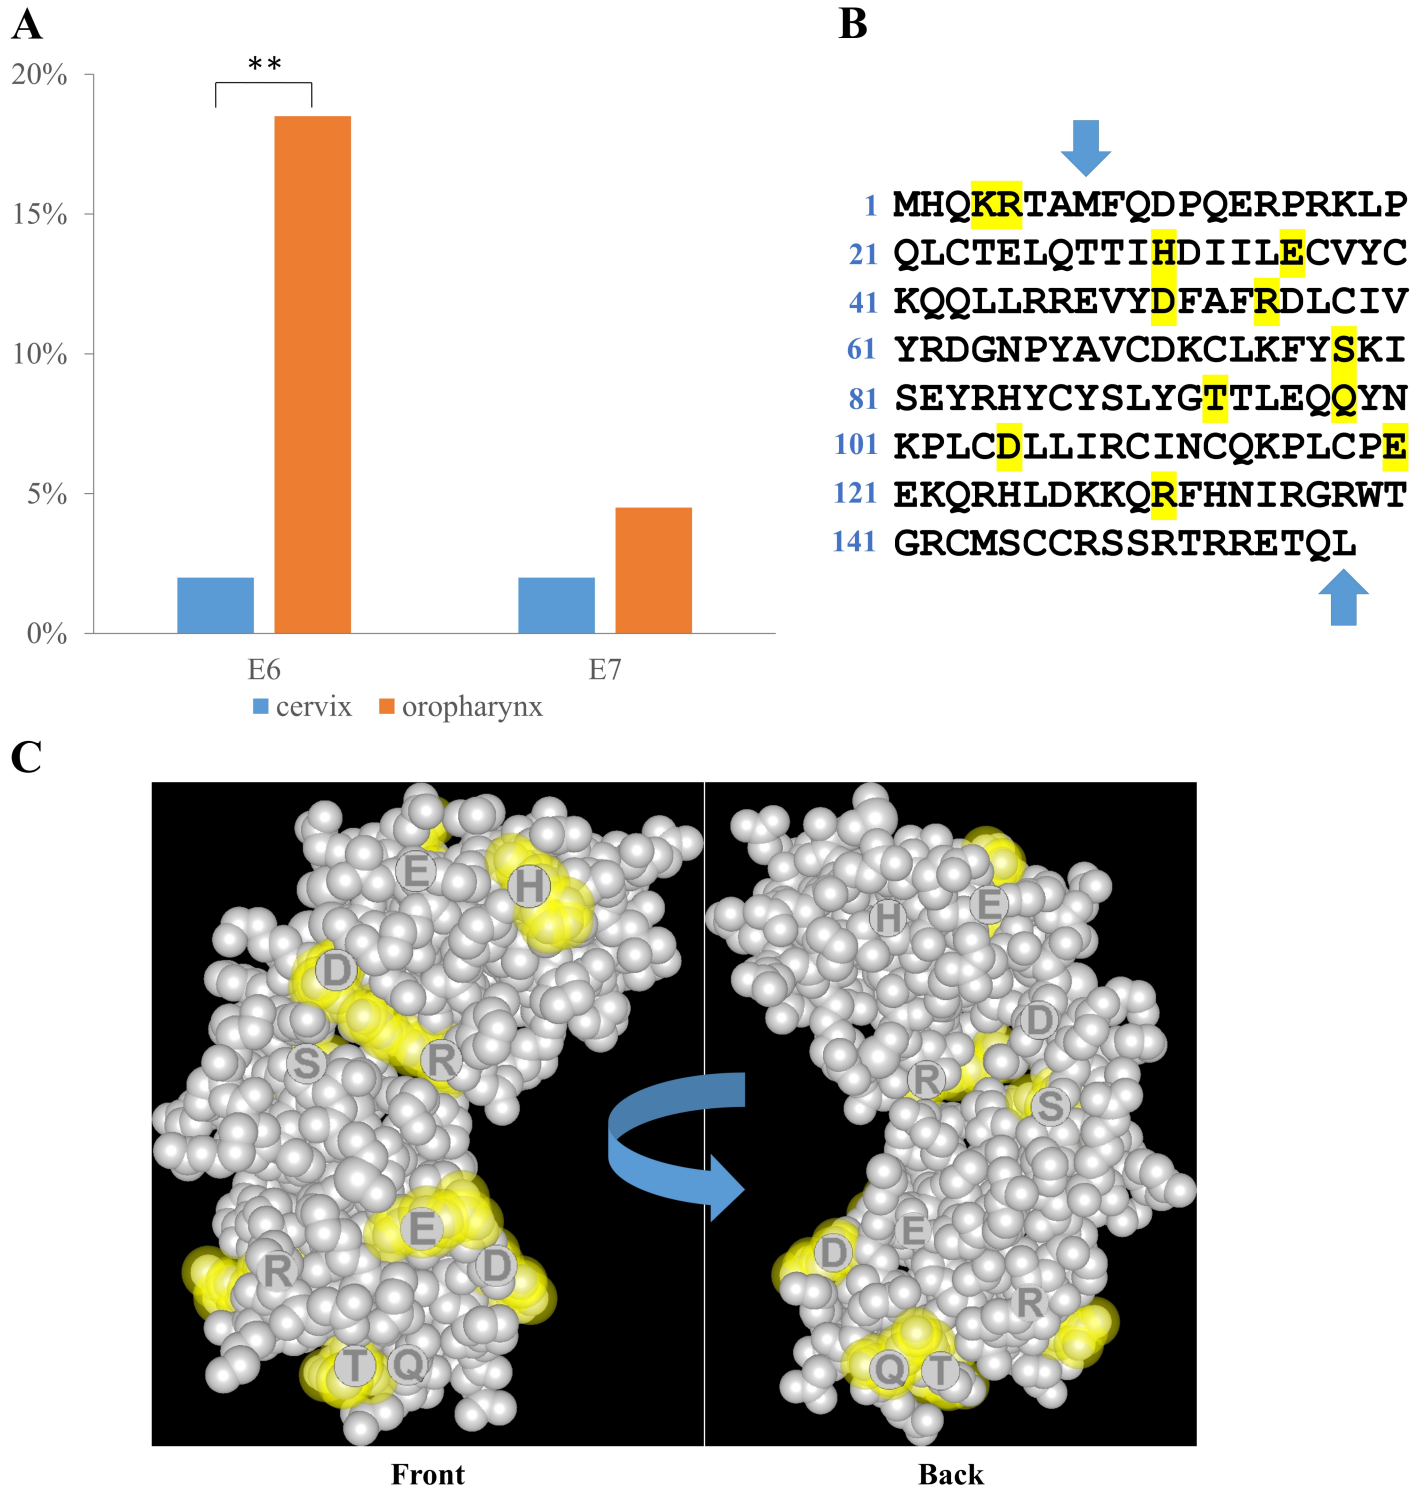 A
20%
15%
10%
5%
0%
**
E6
E7
cervix
oropharynx
B
1 MHQKRTAMFQDPQERPRKLP
21 QLCTELQTTIHDIILECVYC
41 KQQLLRREVYDFAFRDLCIV
61 YRDGNPYAVCDKCLKFYSKI
81 SEYRHYCYSLYGTTLEQQYN
101 KPLCDLLIRCINCQKPLCPE
121 EKQRHLDKKQRFHNIRGRWT
141 GRCMSCCRSSRTRRETQL
C
E
H
D
S
R
E
R
D
T
Q
H
E
D
R
S
E
D
R
Q
T
Front
Back